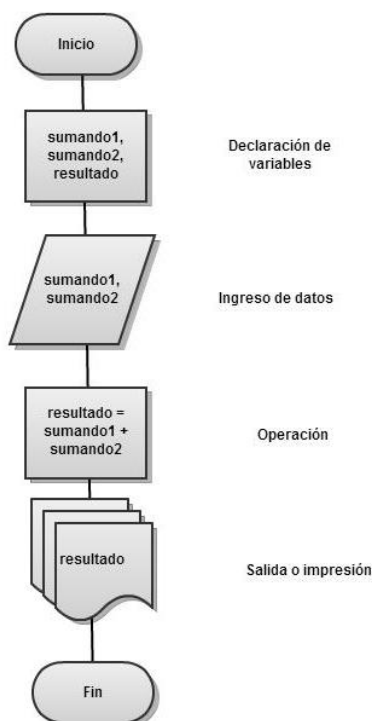 Inicio
sumando1,
sumando2,
resultado
Declaración de
variables
sumando1,
sumando2
Ingreso de datos
resultado =
sumando1 +
sumando2
Operación
resultado
Salida o impresión
Fin